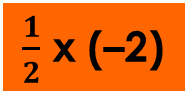 1/2 x (–2)